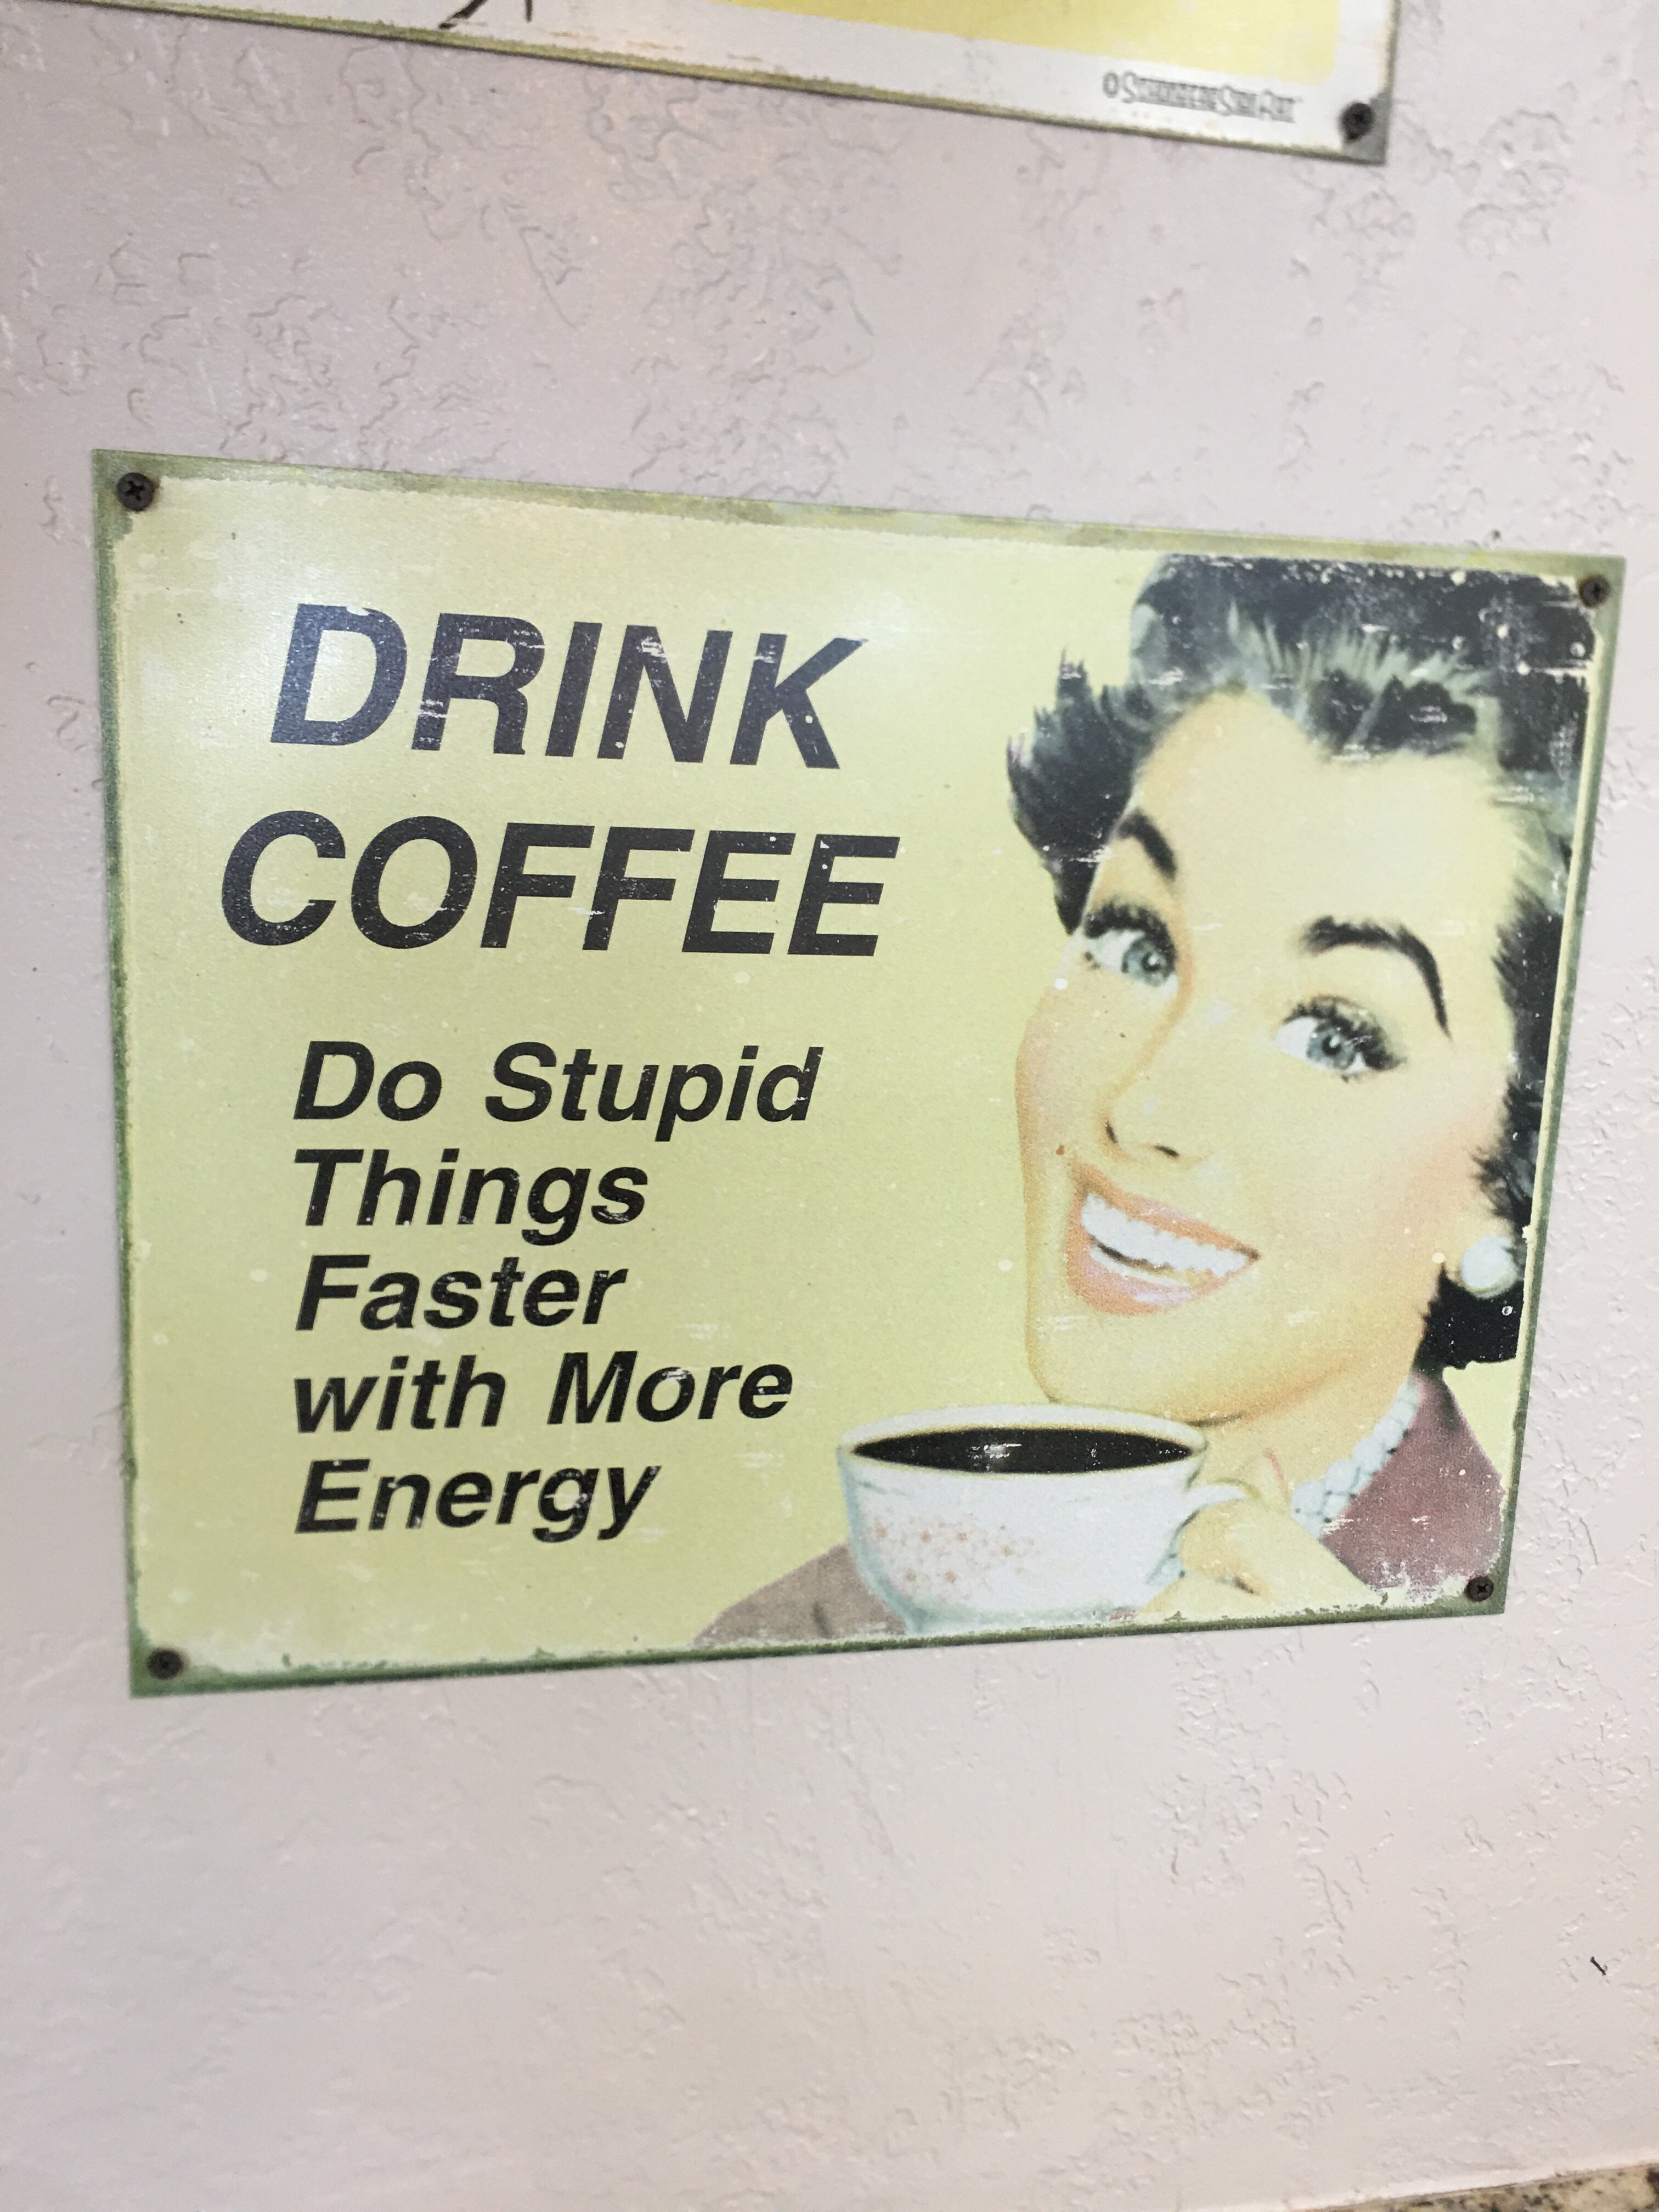 DRINK
COFFEE
Do Stupid
Things
Faster
with More
Energy